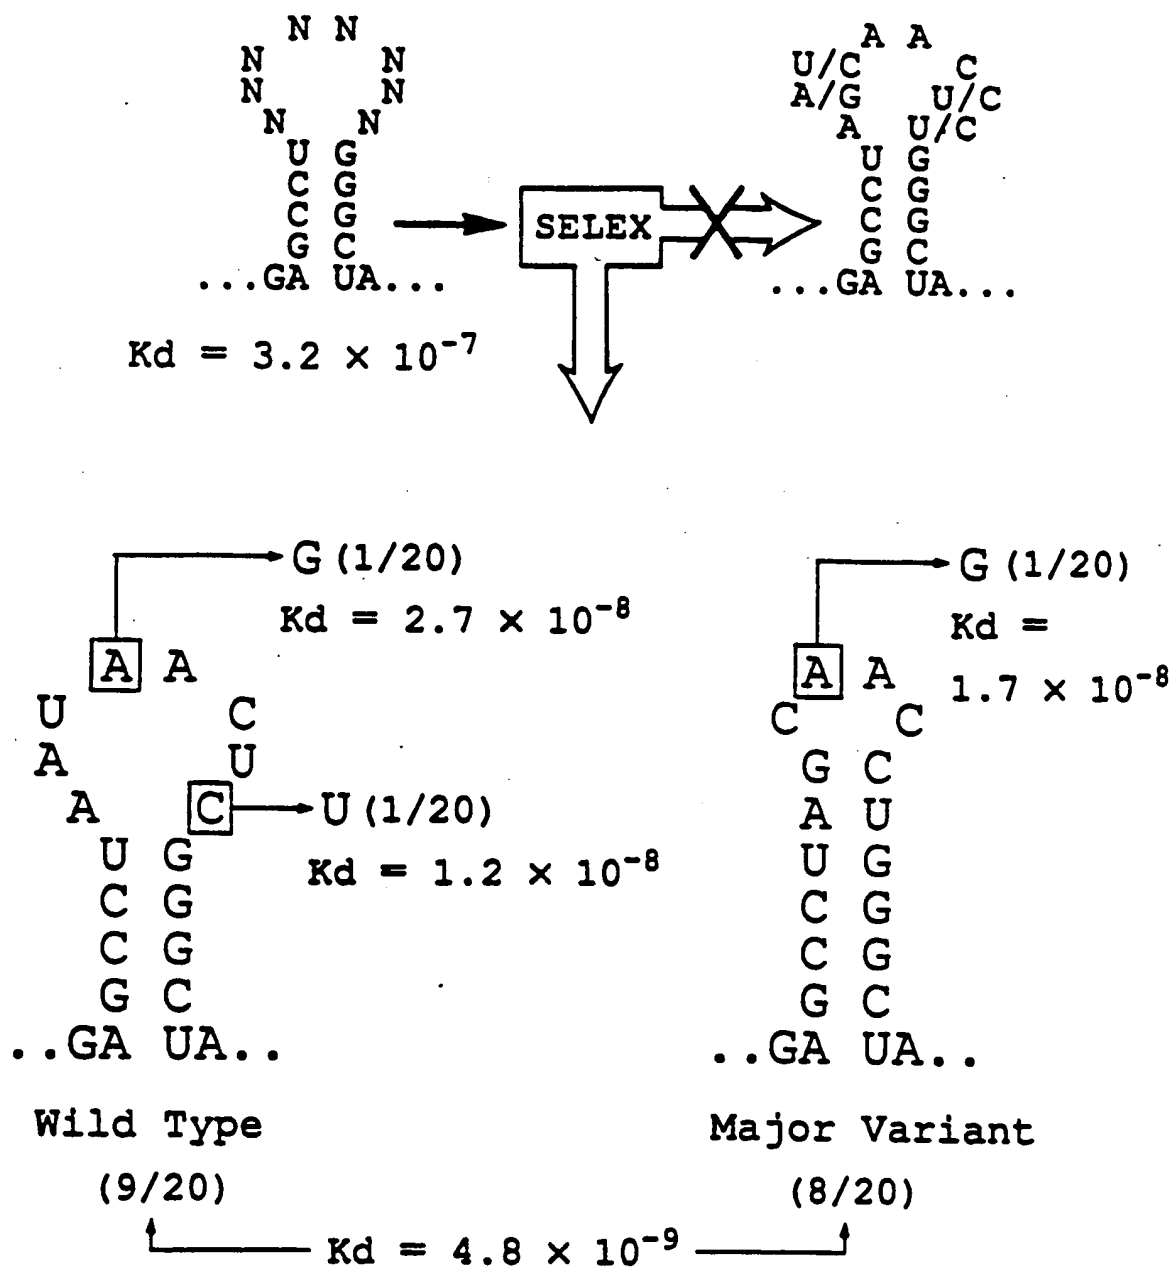 N N
N N
N N
N N
U G
C G
C G
G C
...GA UA...
Kd = 3.2 × 10⁻⁷
SELEX
A A
U/C C
A/G U/C
A U/C
U G
C G
C G
G C
...GA UA...
G (1/20)
Kd = 2.7 × 10⁻⁸
A A
U C
A U
A C
U (1/20)
Kd = 1.2 × 10⁻⁸
U G
C G
C G
G C
..GA UA..
Wild Type
(9/20)
G (1/20)
Kd =
1.7 × 10⁻⁸
A A
C C
G C
A U
U G
C G
C G
G C
..GA UA..
Major Variant
(8/20)
Kd = 4.8 × 10⁻⁹